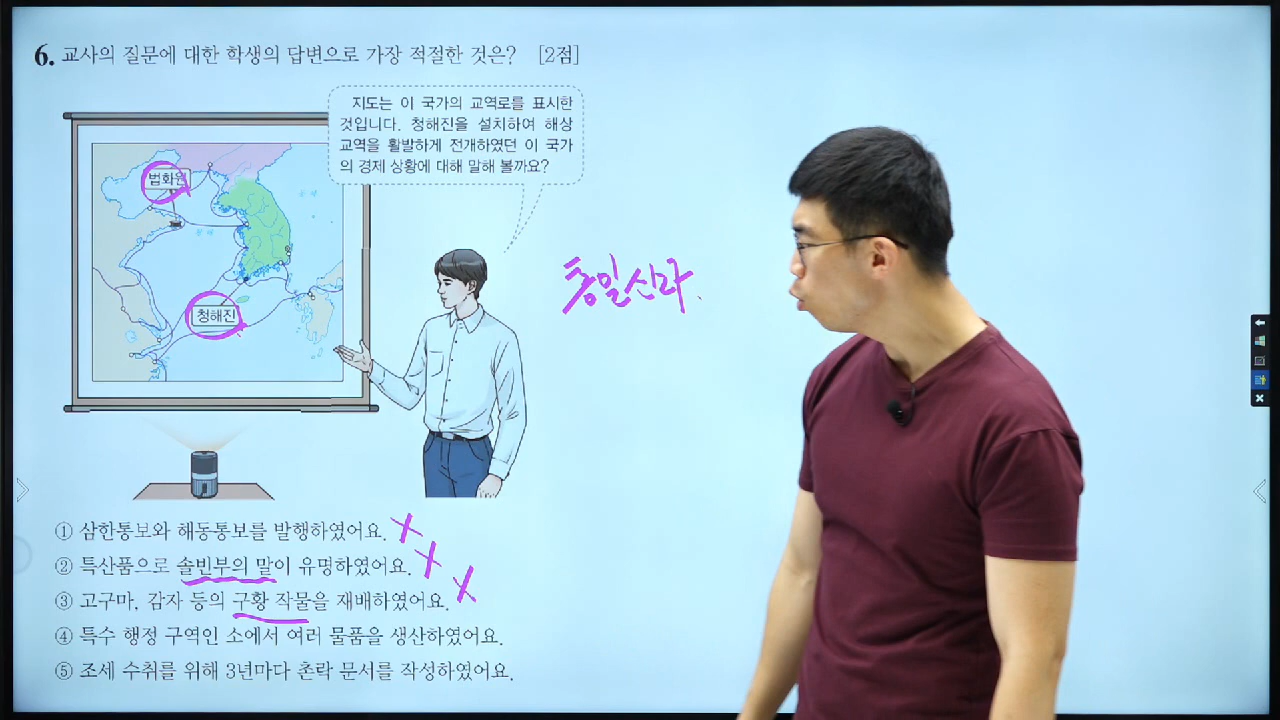 6. 교사의 질문에 대한 학생의 답변으로 가장 적절한 것은? [2점]
지도는 이 국가의 교역로를 표시한
것입니다. 청해진을 설치하여 해상
교역을 활발하게 전개하였던 이 국가
의 경제 상황에 대해 말해 볼까요?
법화원
청해진
통일신라.
① 삼한통보와 해동통보를 발행하였어요.
② 특산품으로 솔빈부의 말이 유명하였어요.
③ 고구마, 감자 등의 구황 작물을 재배하였어요.
④ 특수 행정 구역인 소에서 여러 물품을 생산하였어요.
⑤ 조세 수취를 위해 3년마다 촌락 문서를 작성하였어요.